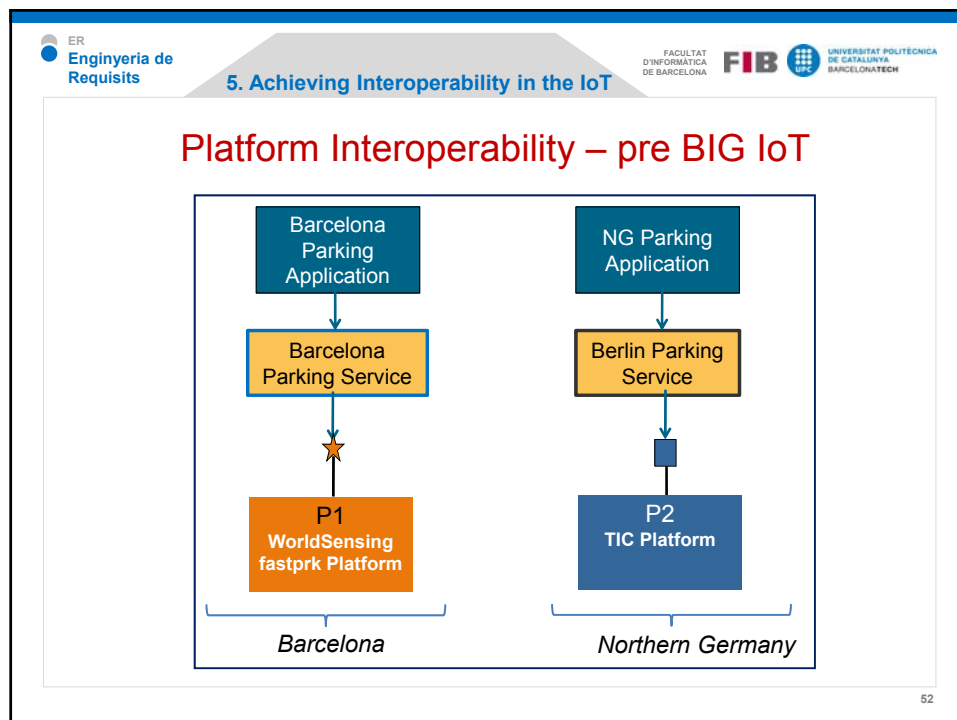 ER
Enginyeria de
Requisits
5. Achieving Interoperability in the IoT
FACULTAT
D'INFORMÀTICA
DE BARCELONA
FIB
UPC
UNIVERSITAT POLITÈCNICA
DE CATALUNYA
BARCELONATECH
Platform Interoperability – pre BIG IoT
Barcelona
Parking
Application
NG Parking
Application
Barcelona
Parking Service
Berlin Parking
Service
P1
WorldSensing
fastprk Platform
P2
TIC Platform
Barcelona
Northern Germany
52